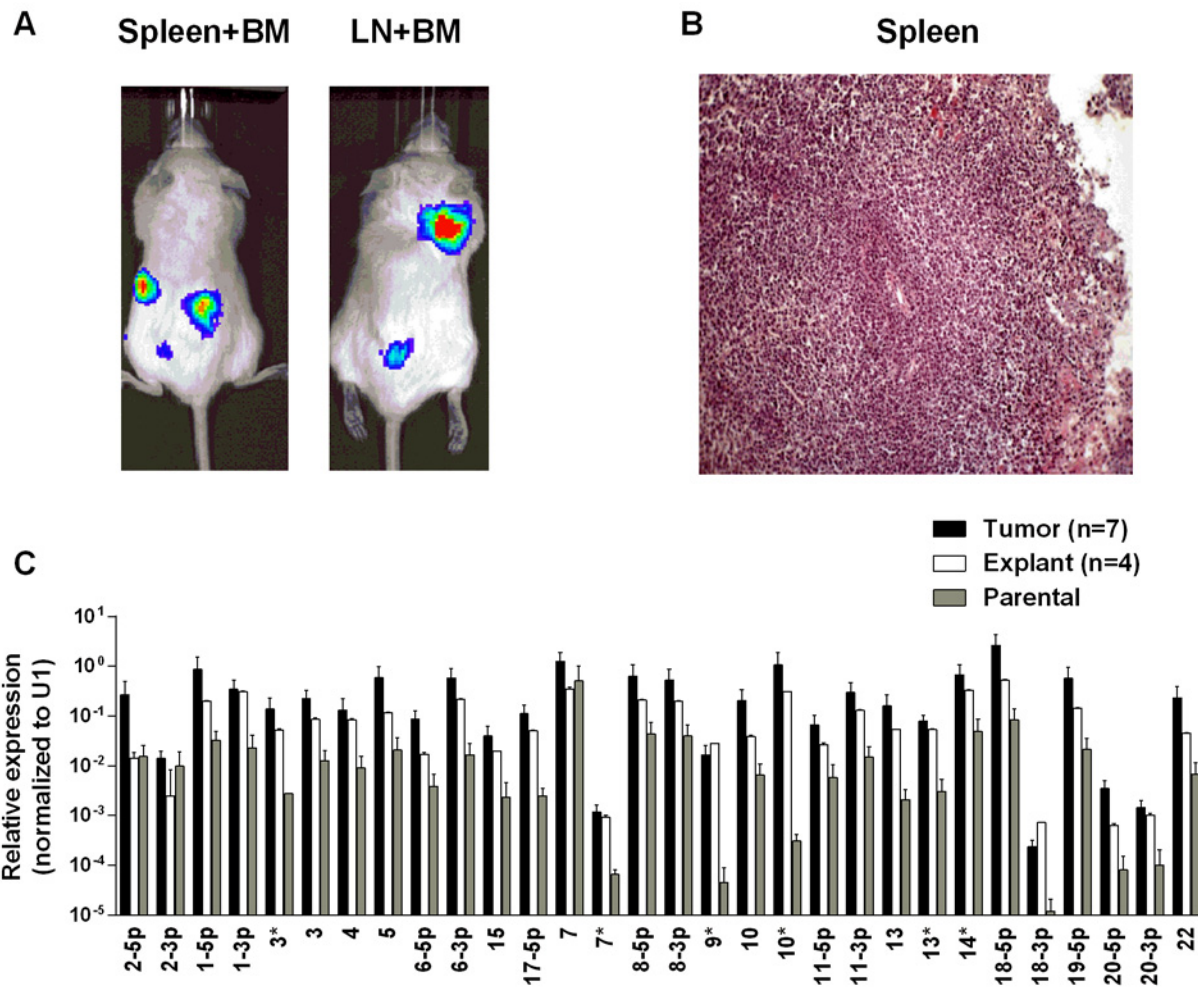 A
Spleen+BM
LN+BM
B
Spleen
C
Tumor (n=7)
Explant (n=4)
Parental
Relative expression
(normalized to U1)
10¹
10⁰
10⁻¹
10⁻²
10⁻³
10⁻⁴
10⁻⁵
2-5p
2-3p
1-5p
1-3p
3*
3
4
5
6-5p
6-3p
15
17-5p
7
7*
8-5p
8-3p
9*
10
10*
11-5p
11-3p
13
13*
14*
18-5p
18-3p
19-5p
20-5p
20-3p
22